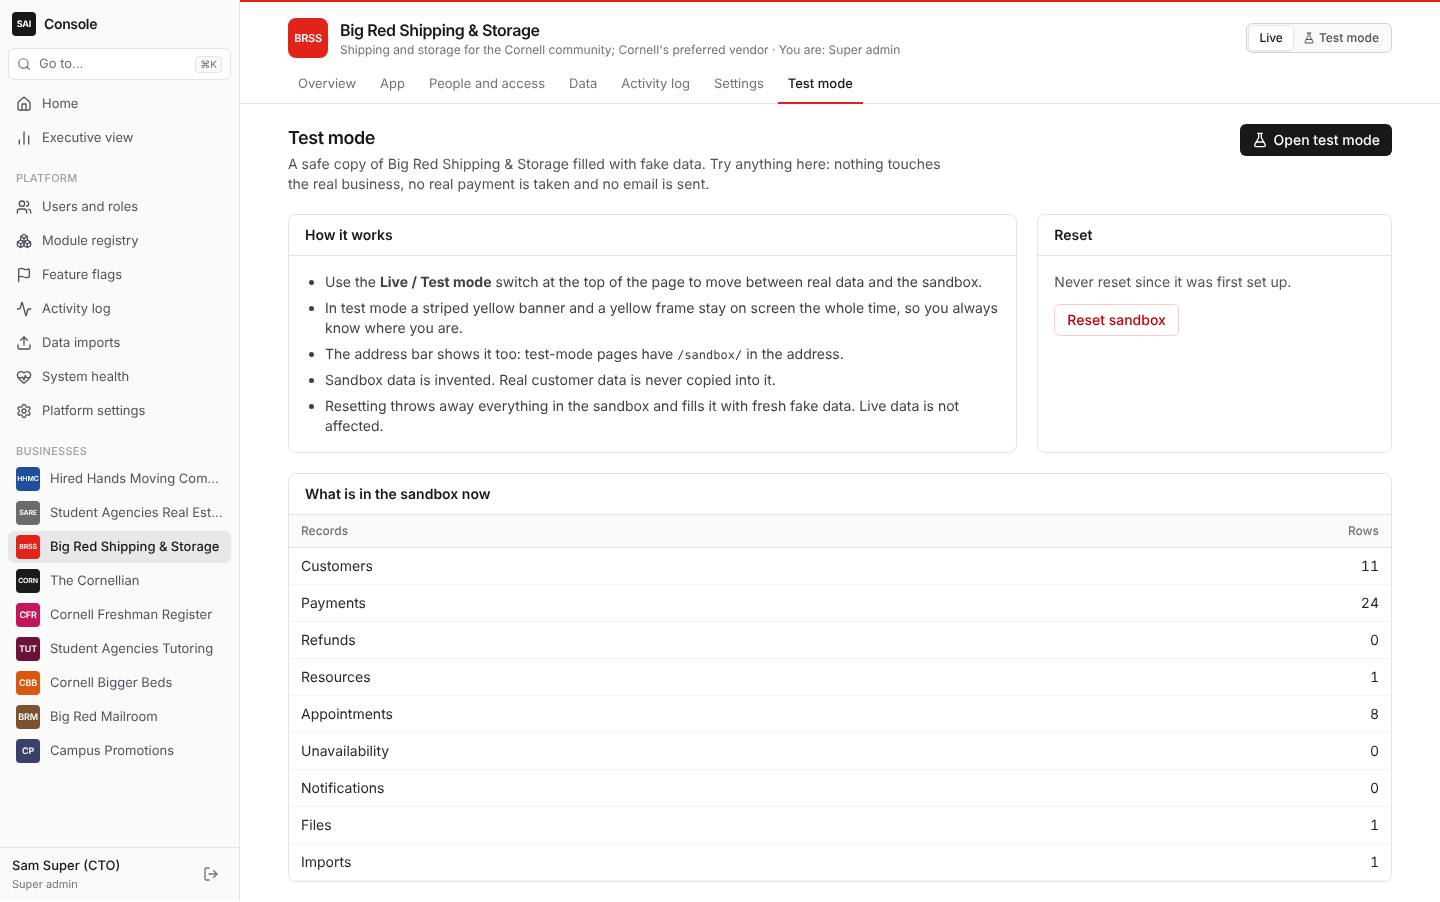 SAI Console
Go to... ⌘K
Home
Executive view
PLATFORM
Users and roles
Module registry
Feature flags
Activity log
Data imports
System health
Platform settings
BUSINESSES
HHMC Hired Hands Moving Com...
SARE Student Agencies Real Est...
BRSS Big Red Shipping & Storage
CORN The Cornellian
CFR Cornell Freshman Register
TUT Student Agencies Tutoring
CBB Cornell Bigger Beds
BRM Big Red Mailroom
CP Campus Promotions
Sam Super (CTO)
Super admin
BRSS Big Red Shipping & Storage
Shipping and storage for the Cornell community; Cornell's preferred vendor · You are: Super admin
Live Test mode
Overview App People and access Data Activity log Settings Test mode
Test mode
A safe copy of Big Red Shipping & Storage filled with fake data. Try anything here: nothing touches
the real business, no real payment is taken and no email is sent.
Open test mode
How it works
• Use the Live / Test mode switch at the top of the page to move between real data and the sandbox.
• In test mode a striped yellow banner and a yellow frame stay on screen the whole time, so you always
know where you are.
• The address bar shows it too: test-mode pages have /sandbox/ in the address.
• Sandbox data is invented. Real customer data is never copied into it.
• Resetting throws away everything in the sandbox and fills it with fresh fake data. Live data is not
affected.
Reset
Never reset since it was first set up.
Reset sandbox
What is in the sandbox now
Records Rows
Customers 11
Payments 24
Refunds 0
Resources 1
Appointments 8
Unavailability 0
Notifications 0
Files 1
Imports 1